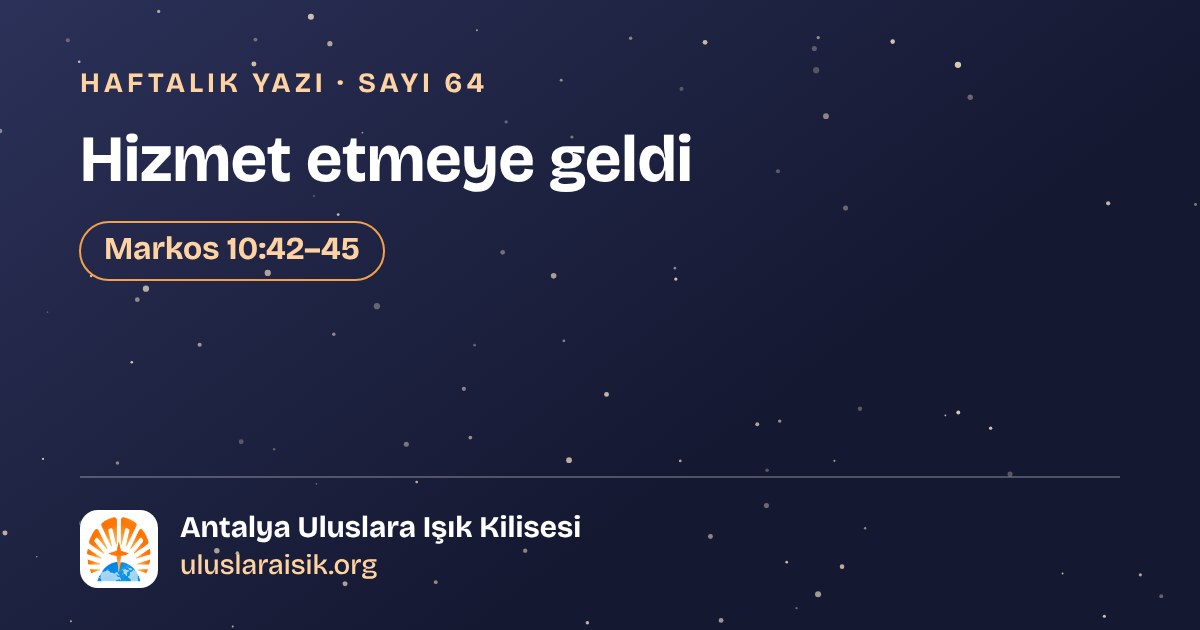 HAFTALIK YAZI · SAYI 64
Hizmet etmeye geldi
Markos 10:42–45
Antalya Uluslara Işık Kilisesi
uluslaraisik.org